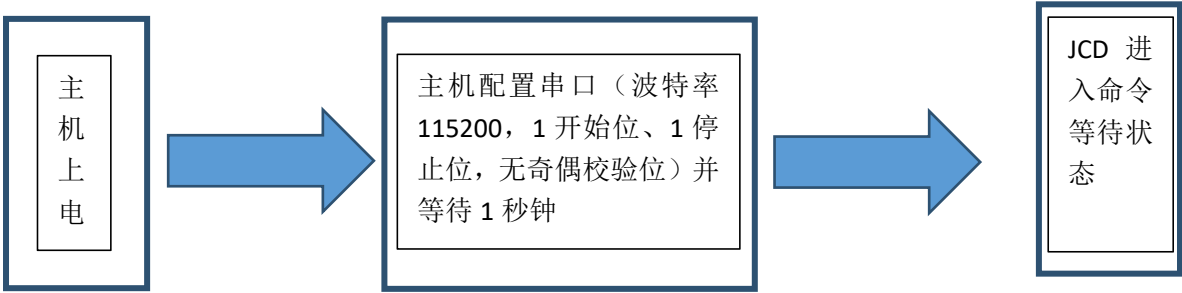 主
机
上
电
主机配置串口（波特率
115200，1 开始位、1 停
止位，无奇偶校验位）并
等待 1 秒钟
JCD 进
入命令
等待状
态